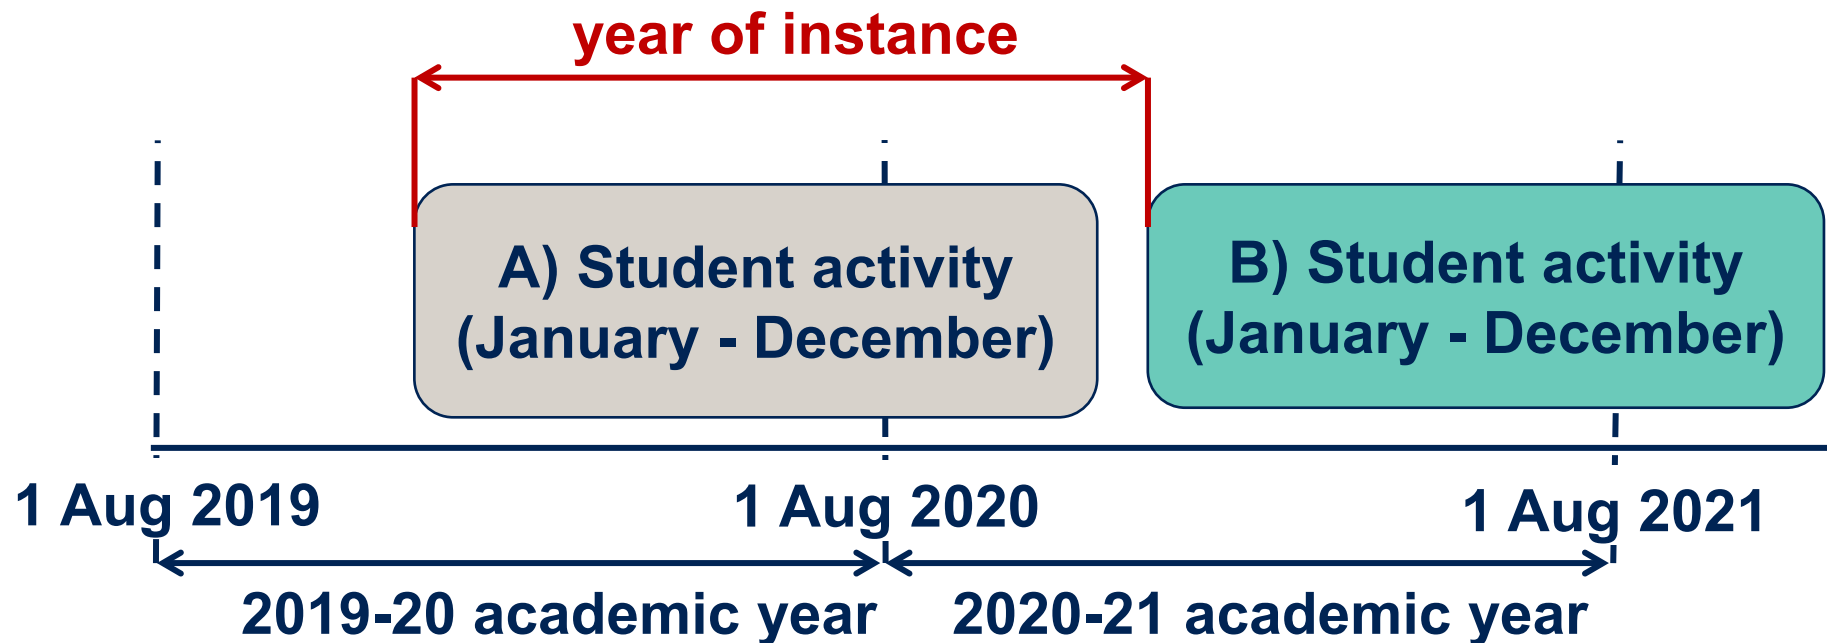 year of instance
A) Student activity
(January - December)
B) Student activity
(January - December)
1 Aug 2019
1 Aug 2020
1 Aug 2021
2019-20 academic year
2020-21 academic year